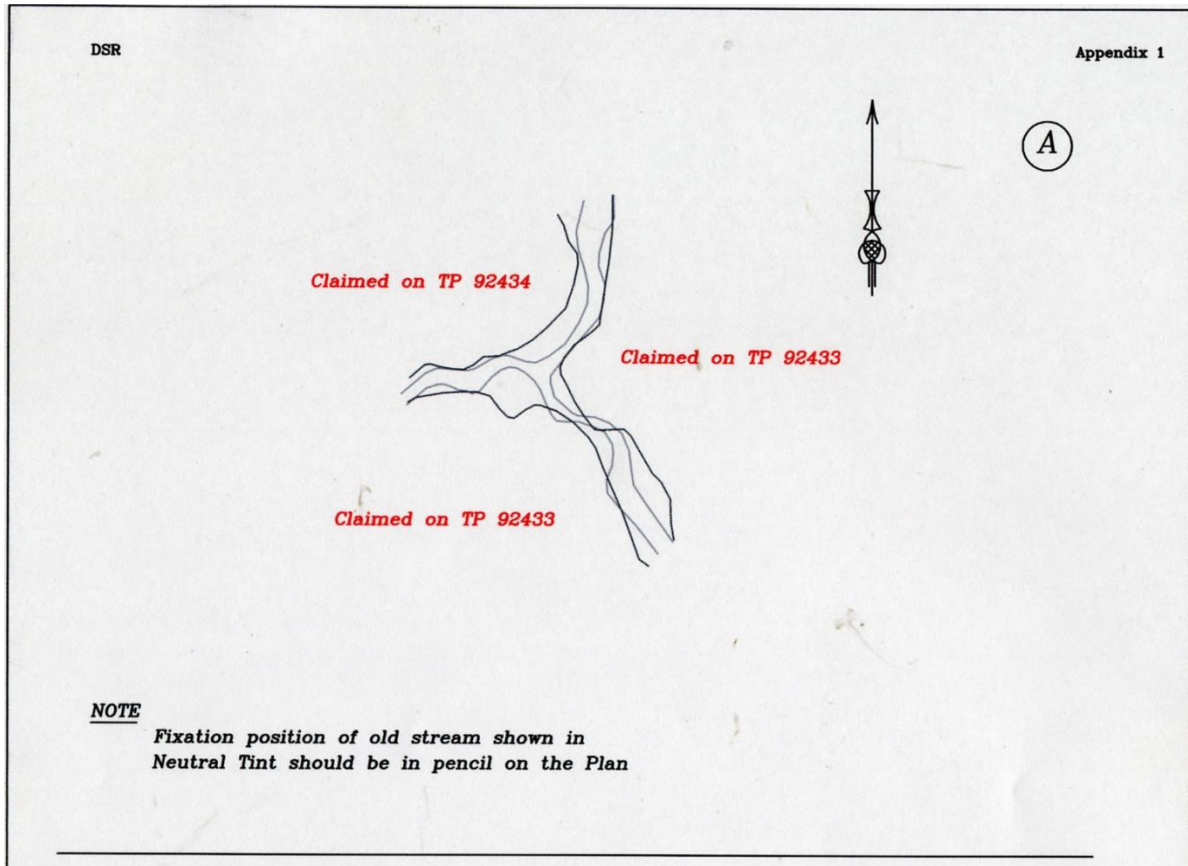 DSR
Appendix 1
A
Claimed on TP 92434
Claimed on TP 92433
Claimed on TP 92433
NOTE
Fixation position of old stream shown in
Neutral Tint should be in pencil on the Plan